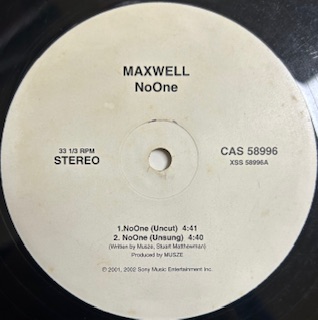 MAXWELL
NoOne
33 1/3 RPM
STEREO
CAS 58996
XSS 58996A
1.NoOne (Uncut) 4:41
2. NoOne (Unsung) 4:40
(Written by Musze, Stuart Matthewman)
Produced by MUSZE
℗ 2001, 2002 Sony Music Entertainment Inc.